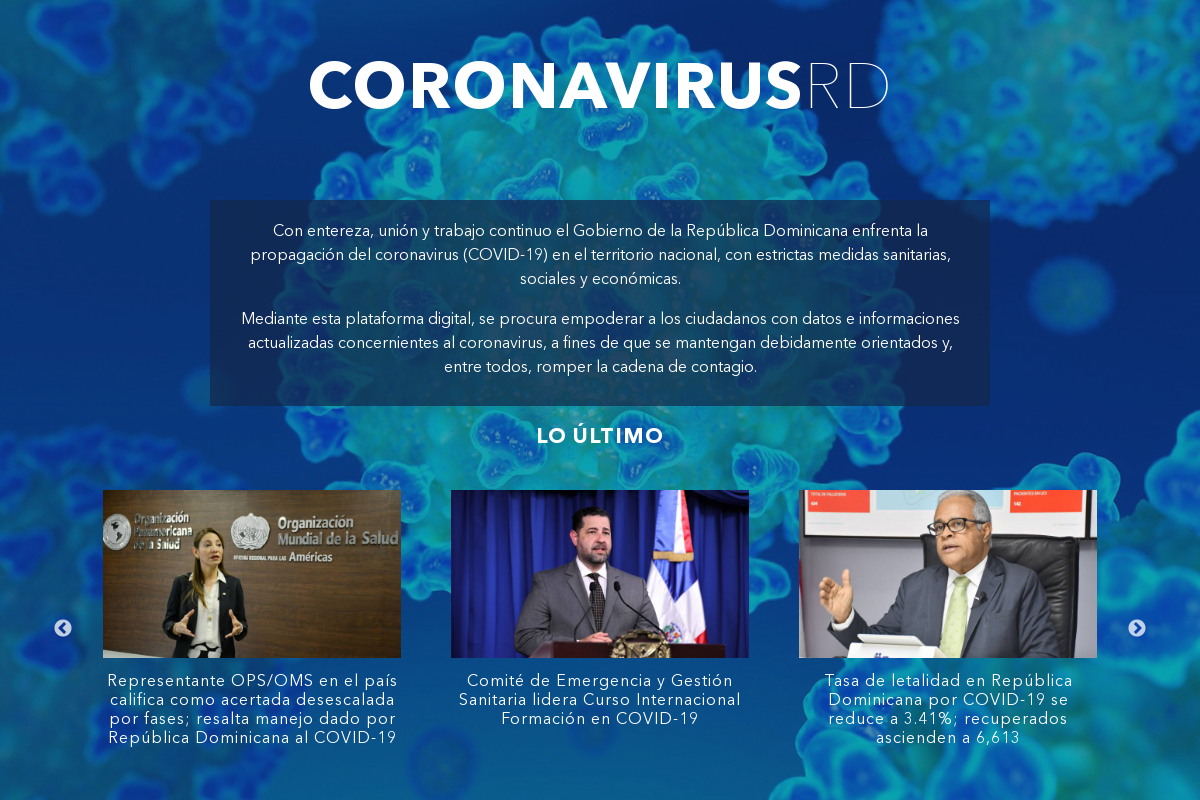 CORONAVIRUSRD
Con entereza, unión y trabajo continuo el Gobierno de la República Dominicana enfrenta la
propagación del coronavirus (COVID-19) en el territorio nacional, con estrictas medidas sanitarias,
sociales y económicas.
Mediante esta plataforma digital, se procura empoderar a los ciudadanos con datos e informaciones
actualizadas concernientes al coronavirus, a fines de que se mantengan debidamente orientados y,
entre todos, romper la cadena de contagio.
LO ÚLTIMO
Organización
Panamericana
de la Salud
Organización
Mundial de la Salud
OFICINA REGIONAL PARA LAS Américas
Representante OPS/OMS en el país
califica como acertada desescalada
por fases; resalta manejo dado por
República Dominicana al COVID-19
Comité de Emergencia y Gestión
Sanitaria lidera Curso Internacional
Formación en COVID-19
Tasa de letalidad en República
Dominicana por COVID-19 se
reduce a 3.41%; recuperados
ascienden a 6,613